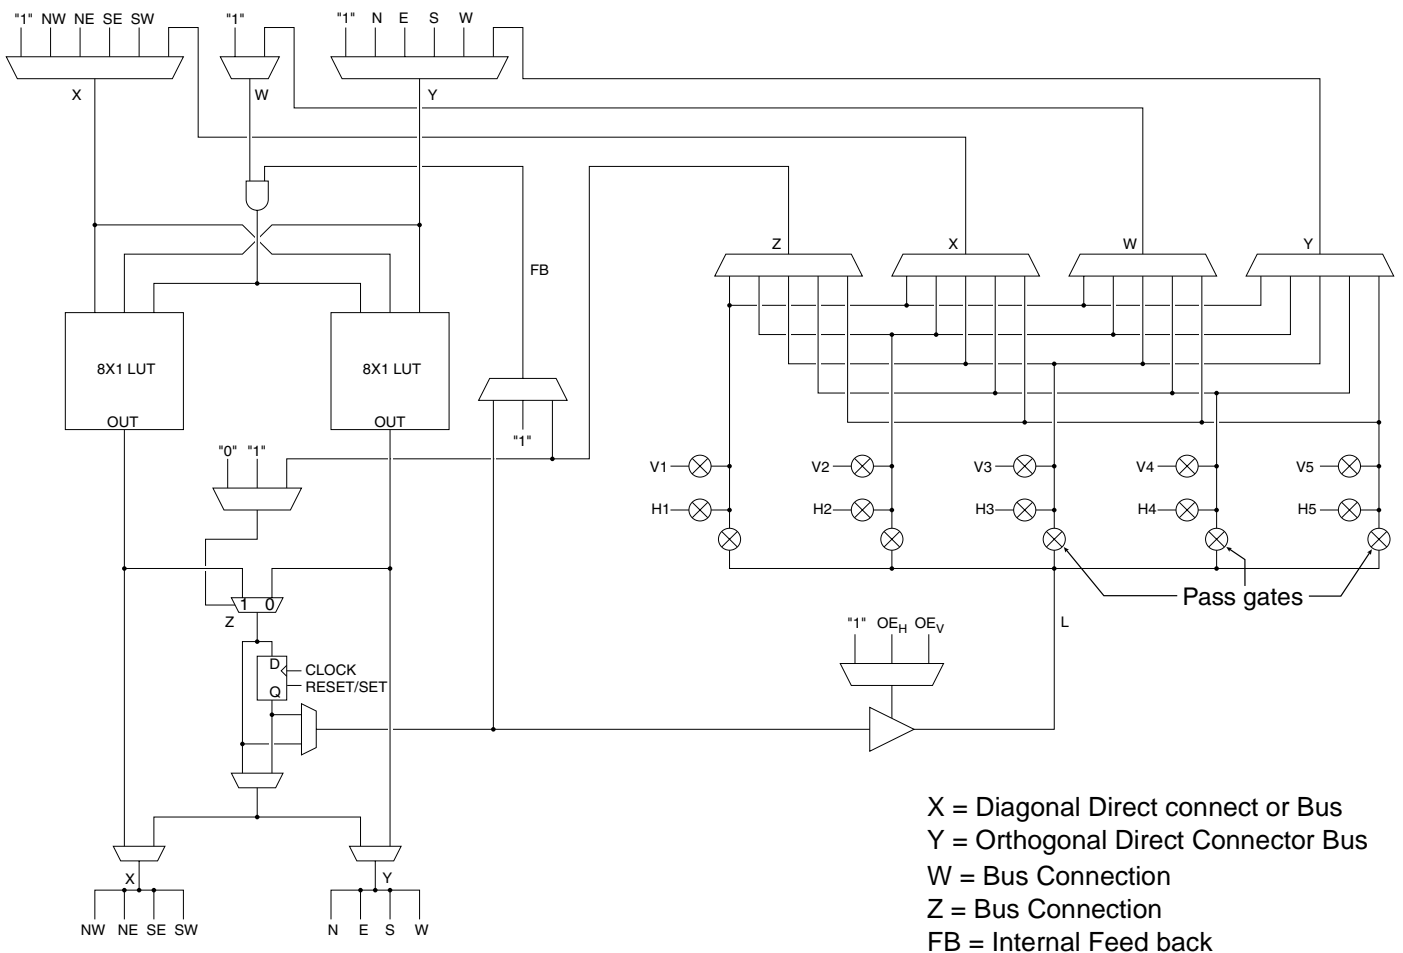 "1" NW NE SE SW
"1"
"1" N E S W
X
W
Y
FB
Z
X
W
Y
8X1 LUT
OUT
8X1 LUT
OUT
"1"
"0" "1"
V1
V2
V3
V4
V5
H1
H2
H3
H4
H5
Pass gates
1 0
Z
"1" OEH OEV
L
D
CLOCK
Q
RESET/SET
X
Y
NW NE SE SW
N E S W
X = Diagonal Direct connect or Bus
Y = Orthogonal Direct Connector Bus
W = Bus Connection
Z = Bus Connection
FB = Internal Feed back